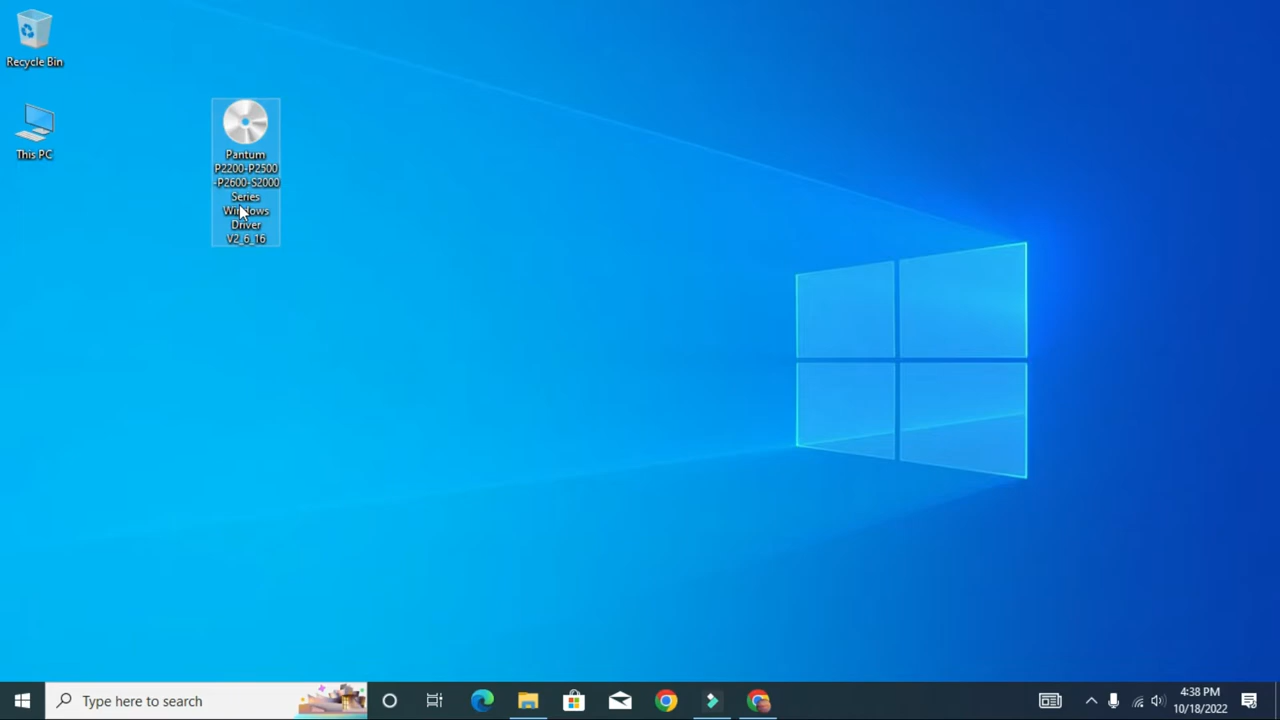 Recycle Bin
This PC
Pantum
P2200-P2500
-P2600-S2000
Series
Windows
Driver
V2_6_16
Type here to search
4:38 PM
10/18/2022